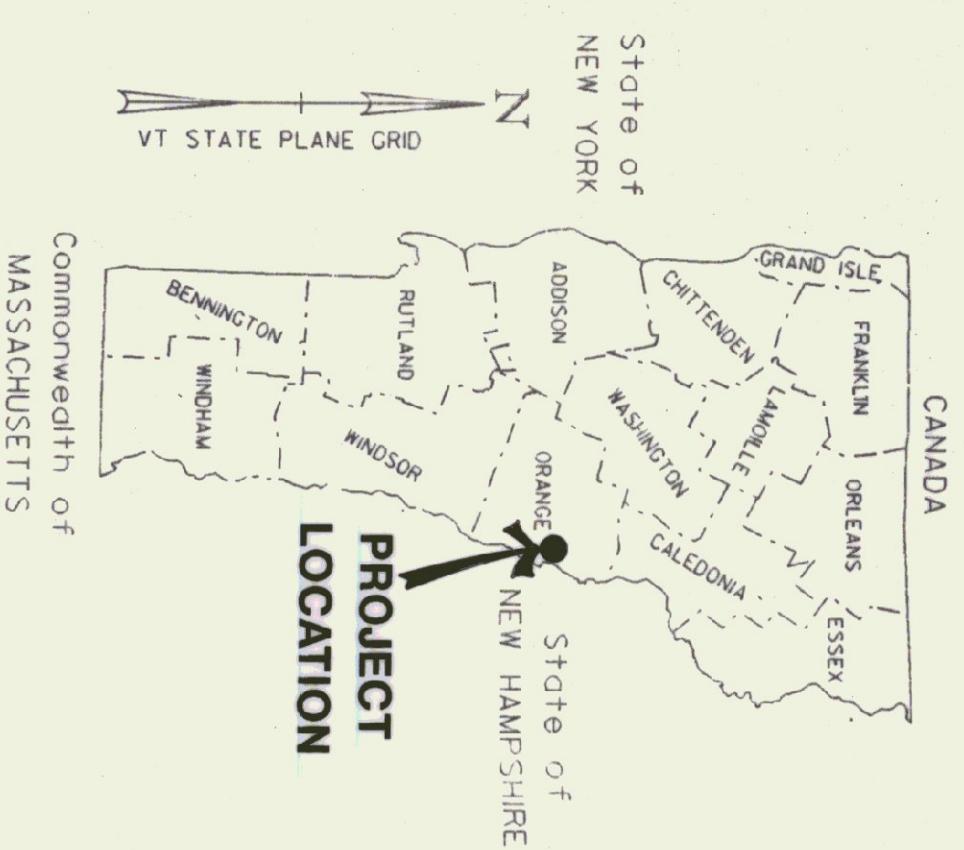 CANADA
GRAND ISLE
FRANKLIN
ORLEANS
ESSEX
CHITTENDEN
LAMOILLE
CALEDONIA
WASHINGTON
ADDISON
ORANGE
RUTLAND
WINDSOR
BENNINGTON
WINDHAM
State of
NEW YORK
N
VT STATE PLANE GRID
State of
NEW HAMPSHIRE
PROJECT
LOCATION
Commonwealth of
MASSACHUSETTS